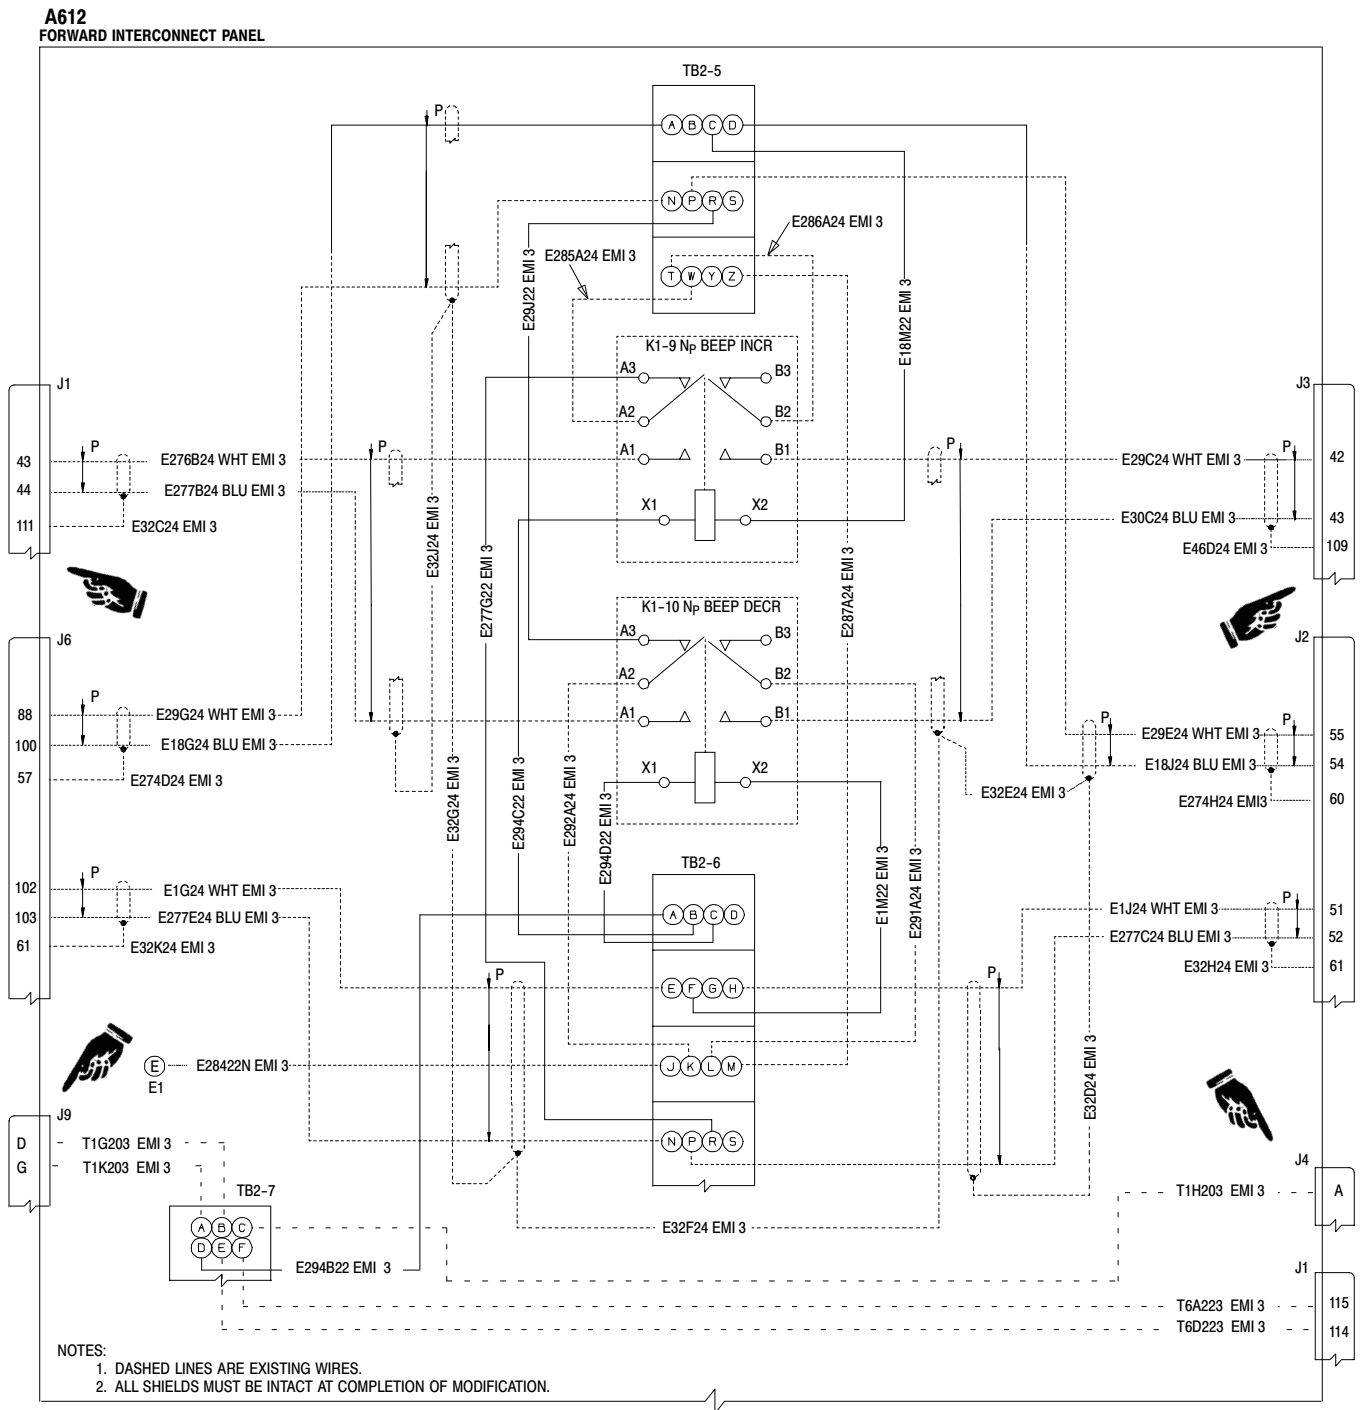 A612
FORWARD INTERCONNECT PANEL
TB2-5
P
A B C D
N P R S
E286A24 EMI 3
E285A24 EMI 3
T W Y Z
E29J22 EMI 3
E18M22 EMI 3
K1-9 NP BEEP INCR
A3 B3
A2 B2
A1 B1
X1 X2
J1
P
43 E276B24 WHT EMI 3
44 E277B24 BLU EMI 3
111 E32C24 EMI 3
P
P
J3
E29C24 WHT EMI 3 P 42
E30C24 BLU EMI 3 43
E46D24 EMI 3 109
E32J24 EMI 3
E277G22 EMI 3
E287A24 EMI 3
K1-10 NP BEEP DECR
A3 B3
A2 B2
A1 B1
X1 X2
J6
P
88 E29G24 WHT EMI 3
100 E18G24 BLU EMI 3
57 E274D24 EMI 3
J2
P
P
E29E24 WHT EMI 3 55
E18J24 BLU EMI 3 54
E274H24 EMI3 60
E32E24 EMI 3
E32G24 EMI 3
E294C22 EMI 3
E292A24 EMI 3
E294D22 EMI 3
E1M22 EMI 3
E291A24 EMI 3
TB2-6
P
102 E1G24 WHT EMI 3
103 E277E24 BLU EMI 3
61 E32K24 EMI 3
A B C D
P
E1J24 WHT EMI 3 51
E277C24 BLU EMI 3 52
E32H24 EMI 3 61
P
E F G H
P
E E28422N EMI 3
E1
J K L M
E32D24 EMI 3
N P R S
J9
D T1G203 EMI 3
G T1K203 EMI 3
TB2-7
A B C
D E F
E32F24 EMI 3
E294B22 EMI 3
J4
T1H203 EMI 3 A
J1
T6A223 EMI 3 115
T6D223 EMI 3 114
NOTES:
1. DASHED LINES ARE EXISTING WIRES.
2. ALL SHIELDS MUST BE INTACT AT COMPLETION OF MODIFICATION.